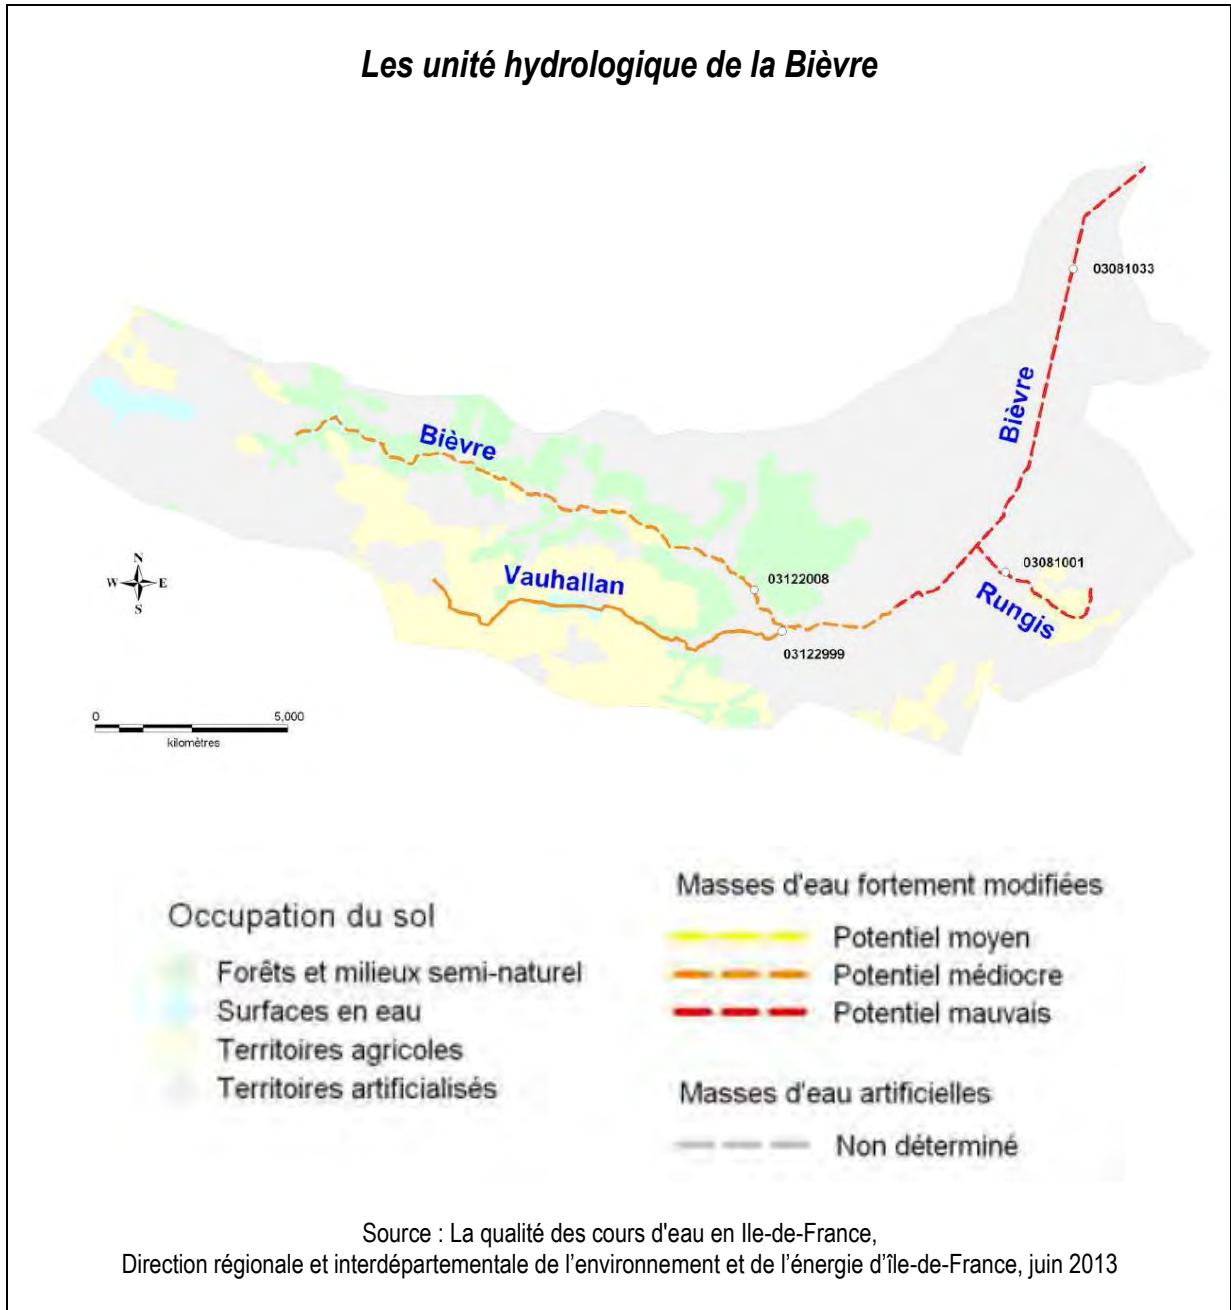 Les unité hydrologique de la Bièvre
03081033
Bièvre
Bièvre
03122008
03081001
Vauhallan
Rungis
03122999
N
W E
S
0 5,000
kilomètres
Occupation du sol
Forêts et milieux semi-naturel
Surfaces en eau
Territoires agricoles
Territoires artificialisés
Masses d'eau fortement modifiées
Potentiel moyen
Potentiel médiocre
Potentiel mauvais
Masses d'eau artificielles
Non déterminé
Source : La qualité des cours d'eau en Ile-de-France,
Direction régionale et interdépartementale de l'environnement et de l'énergie d'île-de-France, juin 2013